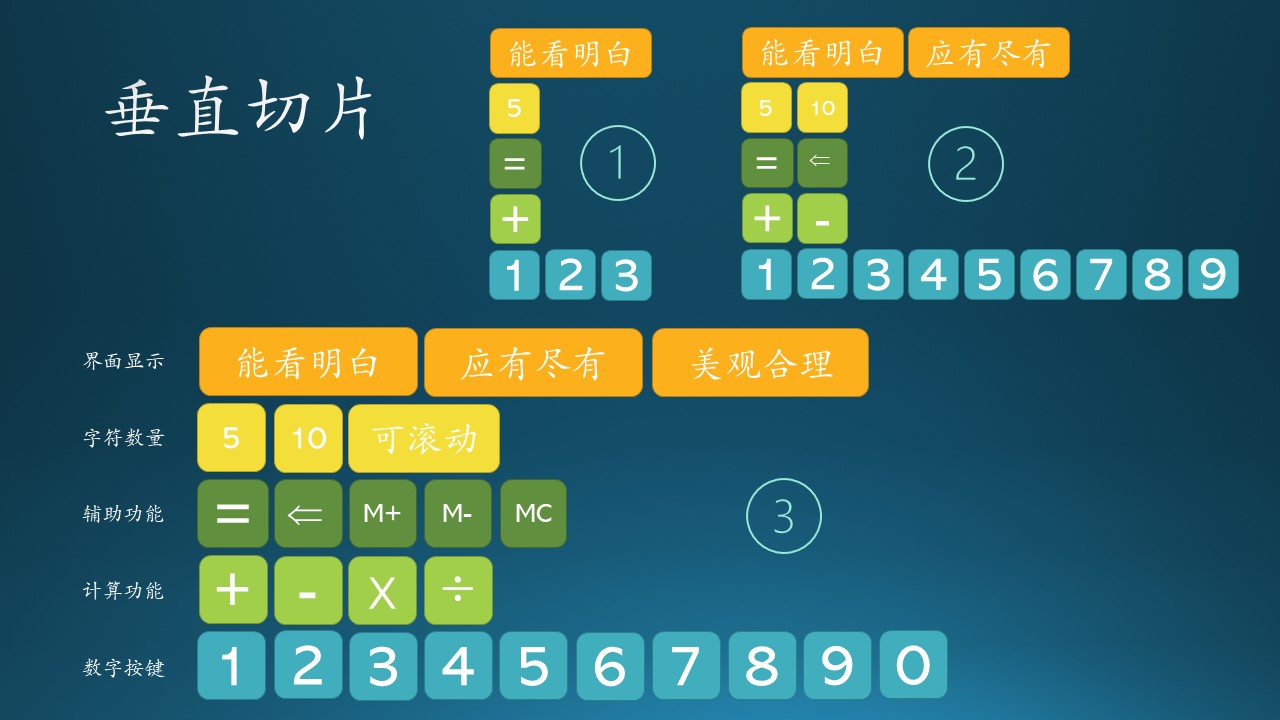 垂直切片
能看明白
5
=
+
1 2 3
1
能看明白 应有尽有
5 10
= ⇐
+ -
1 2 3 4 5 6 7 8 9
2
界面显示 能看明白 应有尽有 美观合理
字符数量 5 10 可滚动
辅助功能 = ⇐ M+ M- MC
计算功能 + - X ÷
数字按键 1 2 3 4 5 6 7 8 9 0
3